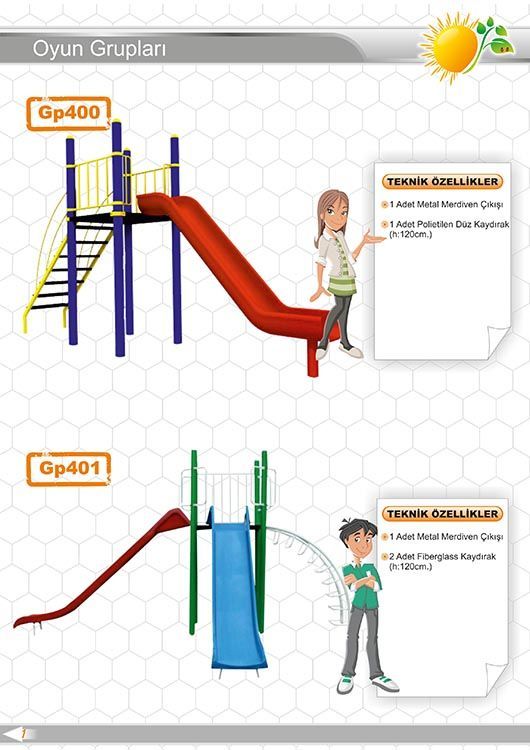 Oyun Grupları
Gp400
TEKNİK ÖZELLİKLER
1 Adet Metal Merdiven Çıkışı
1 Adet Polietilen Düz Kaydırak
(h:120cm.)
Gp401
TEKNİK ÖZELLİKLER
1 Adet Metal Merdiven Çıkışı
2 Adet Fiberglass Kaydırak
(h:120cm.)
1